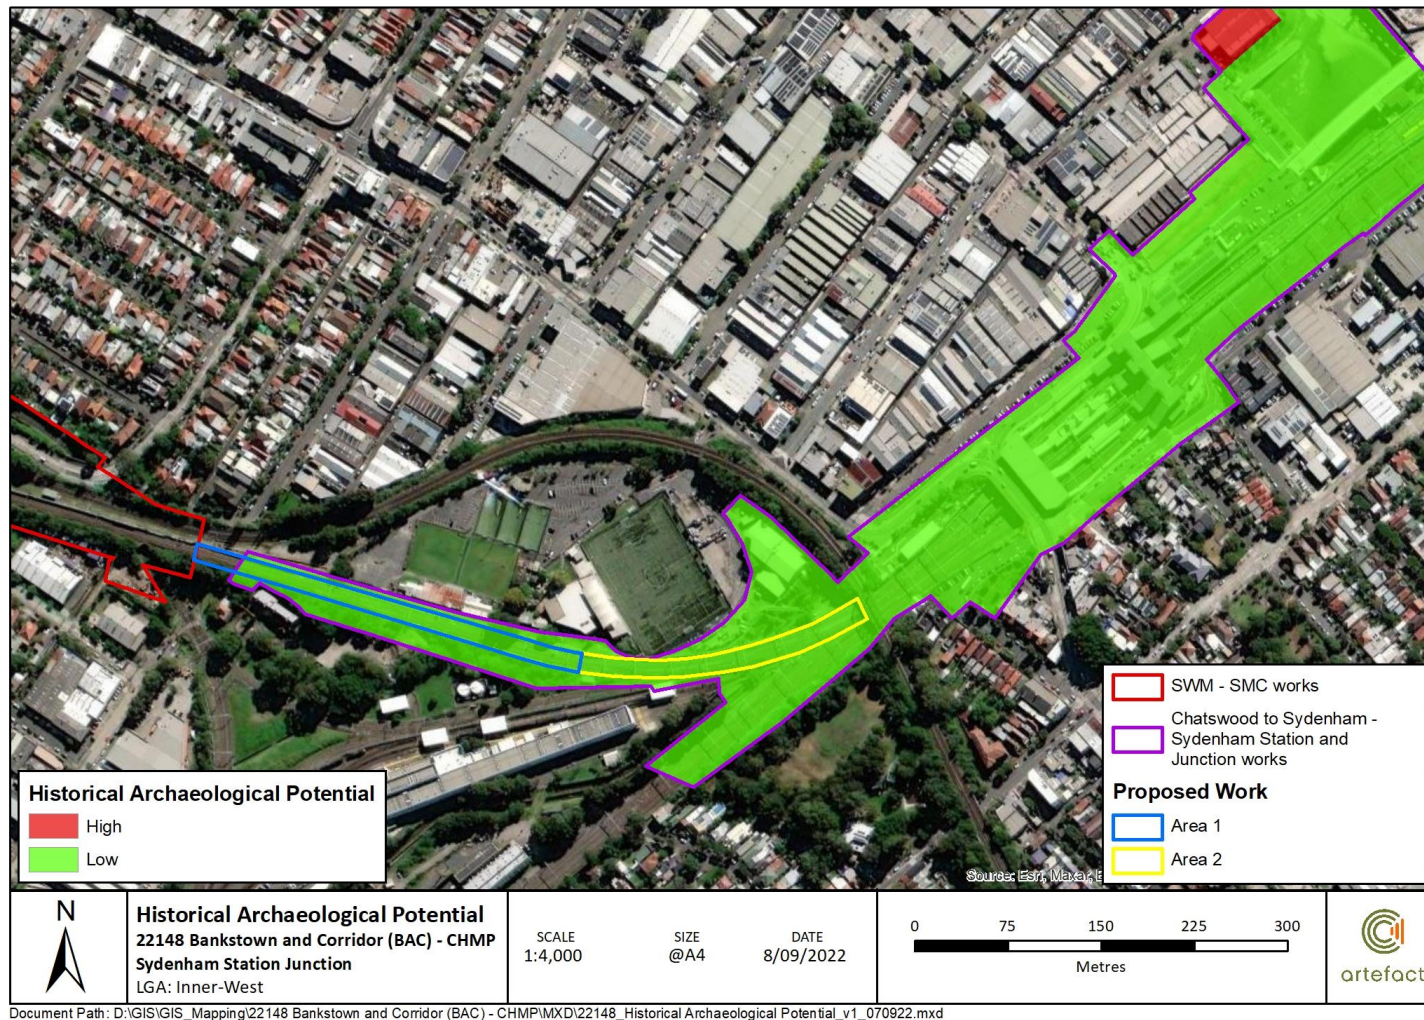 Source: Esri, Maxar, E
SWM - SMC works
Chatswood to Sydenham -
Sydenham Station and
Junction works
Proposed Work
Area 1
Area 2
Historical Archaeological Potential
High
Low
N
Historical Archaeological Potential
22148 Bankstown and Corridor (BAC) - CHMP
Sydenham Station Junction
LGA: Inner-West
SCALE
1:4,000
SIZE
@A4
DATE
8/09/2022
0 75 150 225 300
Metres
artefact
Document Path: D:\GIS\GIS_Mapping\22148 Bankstown and Corridor (BAC) - CHMP\MXD\22148_Historical Archaeological Potential_v1_070922.mxd